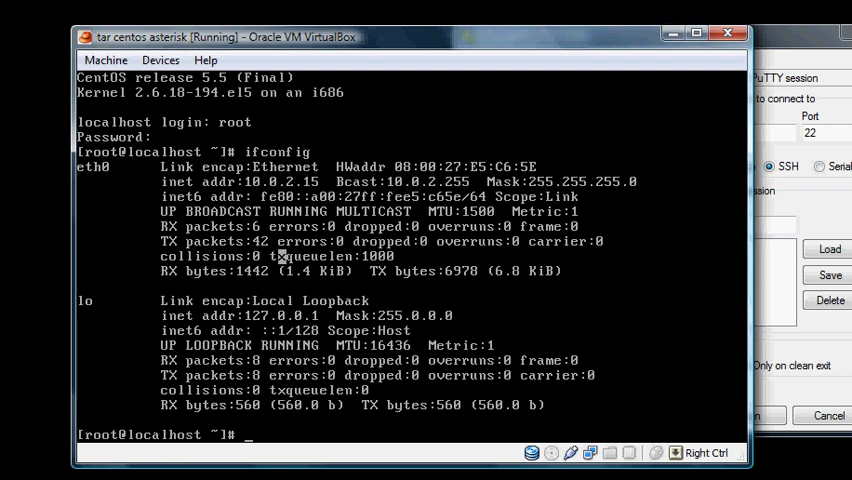 tar centos asterisk [Running] - Oracle VM VirtualBox
Machine Devices Help
CentOS release 5.5 (Final)
Kernel 2.6.18-194.el5 on an i686
localhost login: root
Password:
[root@localhost ~]# ifconfig
eth0 Link encap:Ethernet HWaddr 08:00:27:E5:C6:5E
inet addr:10.0.2.15 Bcast:10.0.2.255 Mask:255.255.255.0
inet6 addr: fe80::a00:27ff:fee5:c65e/64 Scope:Link
UP BROADCAST RUNNING MULTICAST MTU:1500 Metric:1
RX packets:6 errors:0 dropped:0 overruns:0 frame:0
TX packets:42 errors:0 dropped:0 overruns:0 carrier:0
collisions:0 txqueuelen:1000
RX bytes:1442 (1.4 KiB) TX bytes:6978 (6.8 KiB)
lo Link encap:Local Loopback
inet addr:127.0.0.1 Mask:255.0.0.0
inet6 addr: ::1/128 Scope:Host
UP LOOPBACK RUNNING MTU:16436 Metric:1
RX packets:8 errors:0 dropped:0 overruns:0 frame:0
TX packets:8 errors:0 dropped:0 overruns:0 carrier:0
collisions:0 txqueuelen:0
RX bytes:560 (560.0 b) TX bytes:560 (560.0 b)
[root@localhost ~]# _
Right Ctrl
PuTTY session
to connect to
Port
22
SSH Serial
Load
Save
Delete
Only on clean exit
Cancel